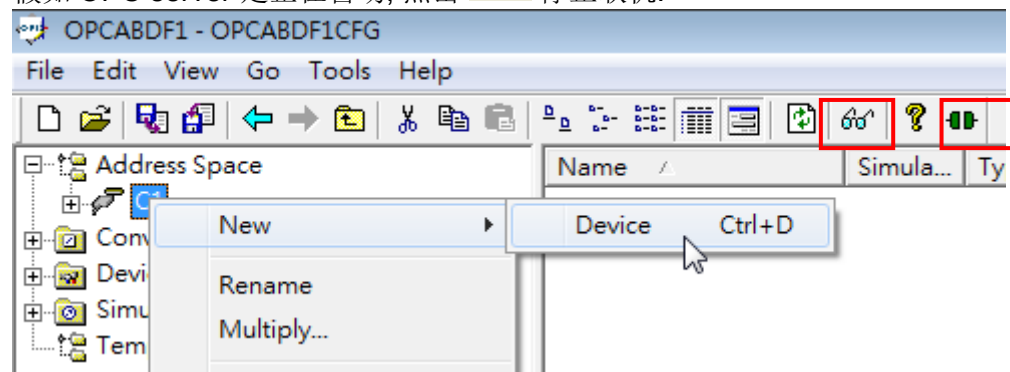 OPCABDF1 - OPCABDF1CFG
File Edit View Go Tools Help
Address Space
Name
Simula...
New
Device Ctrl+D
Rename
Multiply...